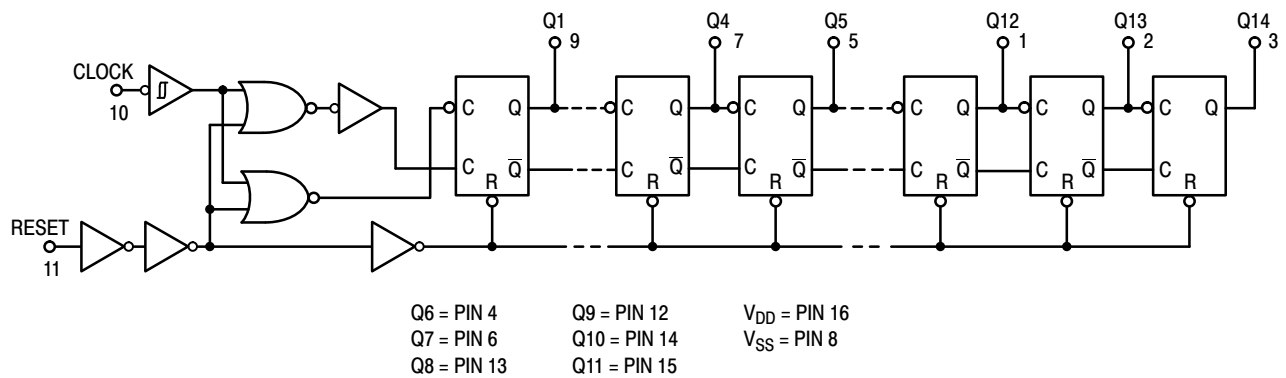 Q1 Q4 Q5 Q12 Q13 Q14
9 7 5 1 2 3
CLOCK
10
C Q C Q C Q C Q C Q C Q
C Q̅ C Q̅ C Q̅ C Q̅ C Q̅ C
R R R R R R
RESET
11
Q6 = PIN 4 Q9 = PIN 12 VDD = PIN 16
Q7 = PIN 6 Q10 = PIN 14 VSS = PIN 8
Q8 = PIN 13 Q11 = PIN 15